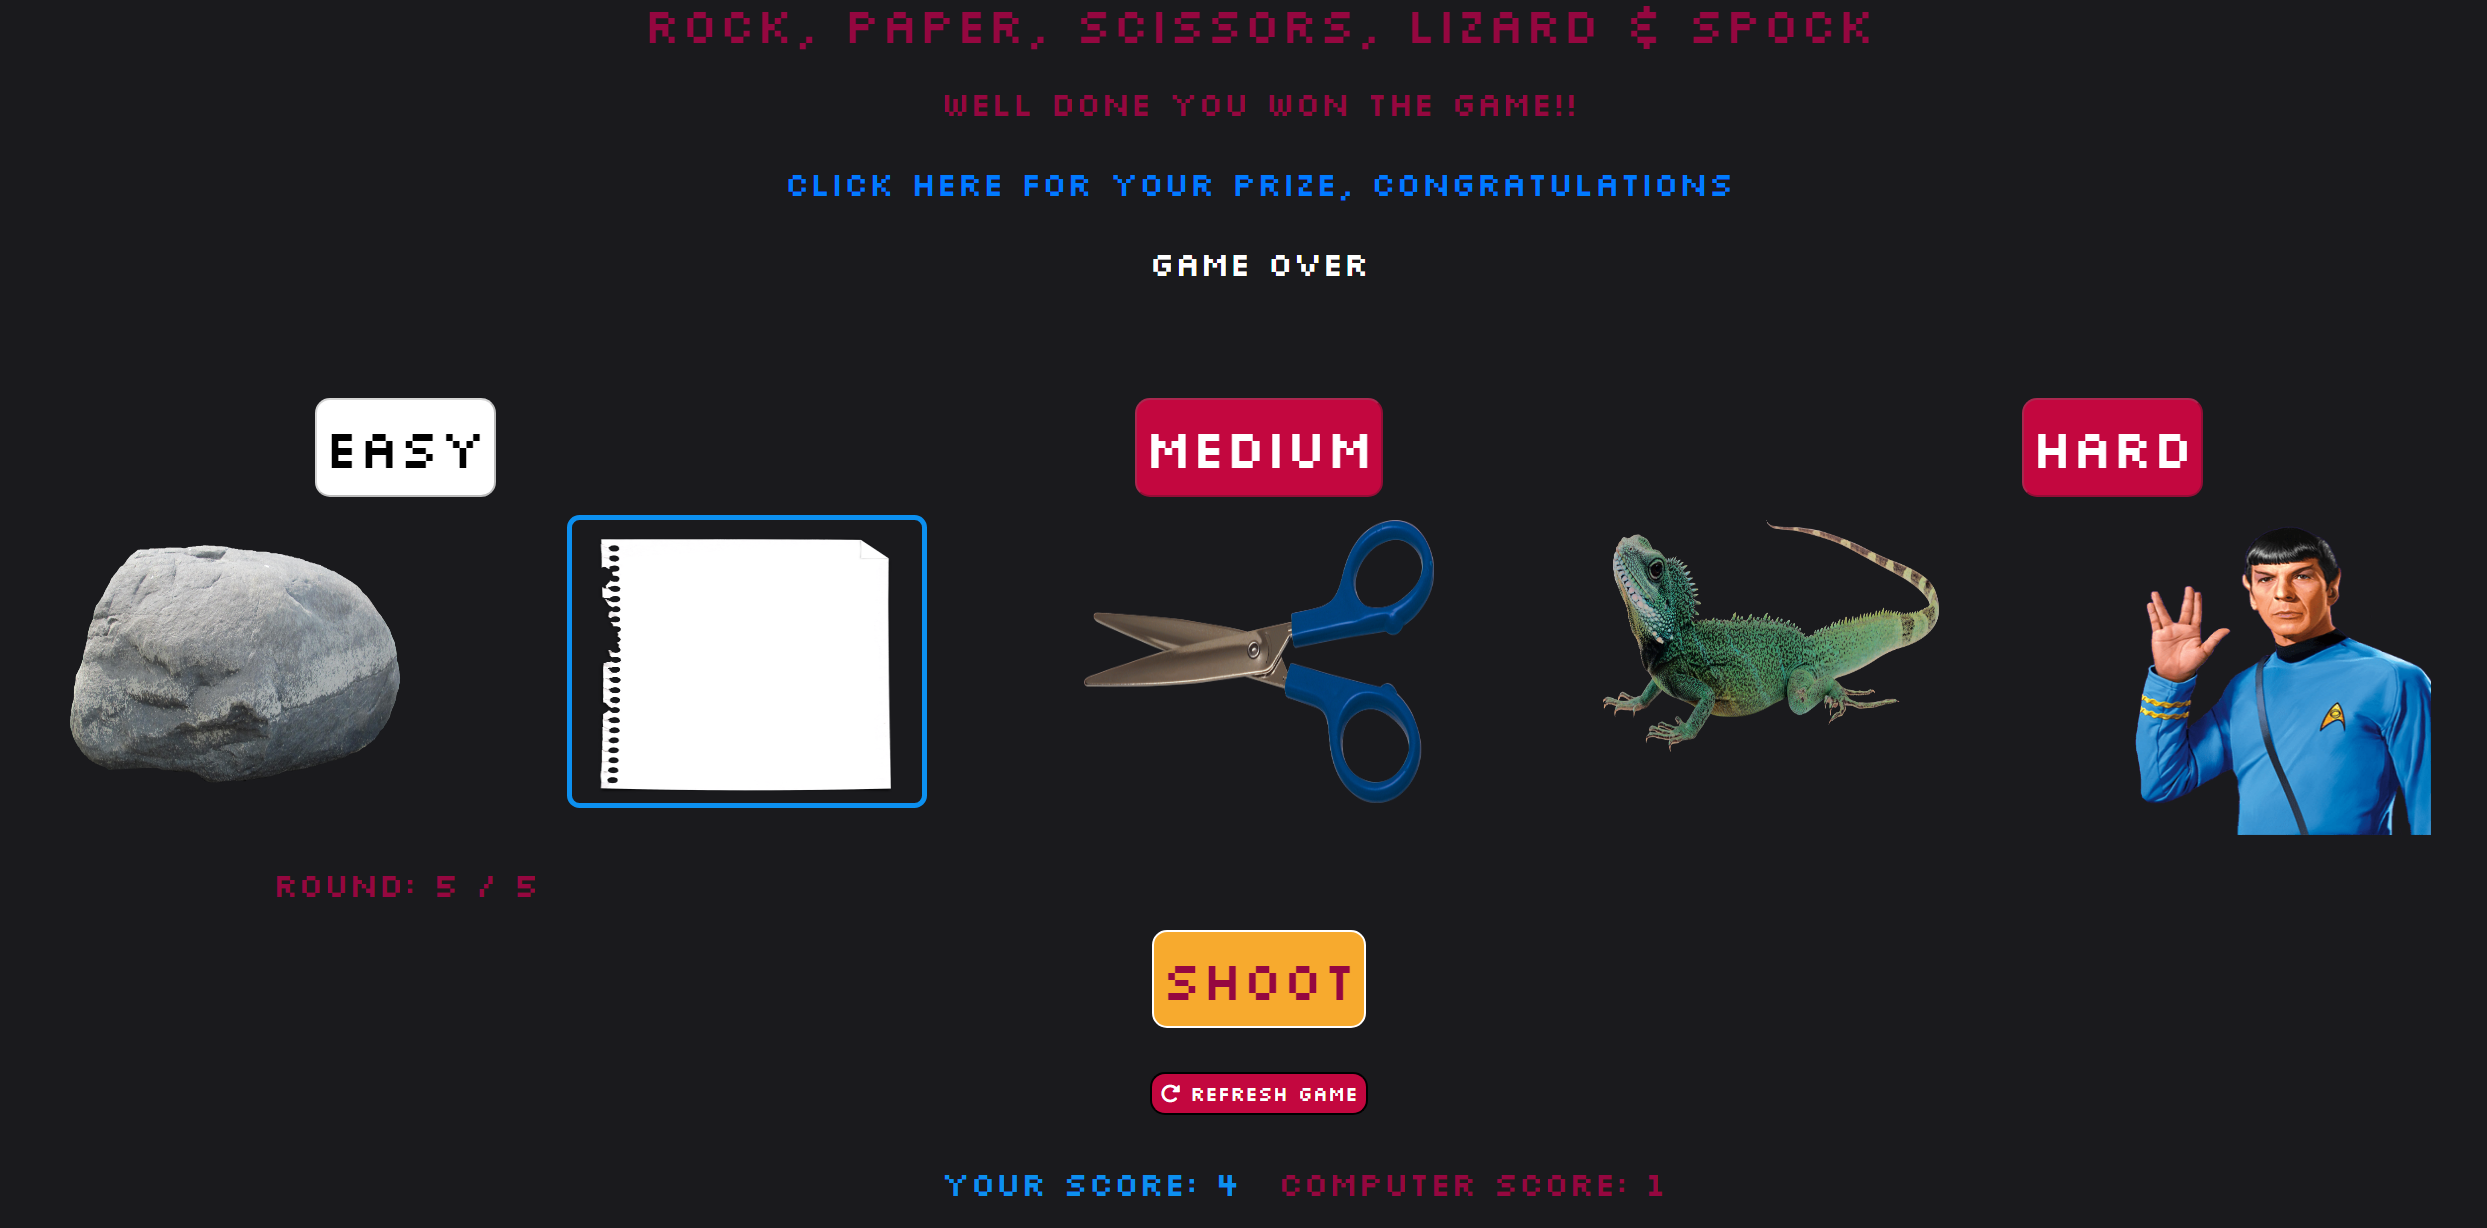 ROCK, PAPER, SCISSORS, LIZARD & SPOCK
WELL DONE YOU WON THE GAME!!
CLICK HERE FOR YOUR PRIZE, CONGRATULATIONS
GAME OVER
EASY
MEDIUM
HARD
ROUND: 5 / 5
SHOOT
REFRESH GAME
YOUR SCORE: 4 COMPUTER SCORE: 1